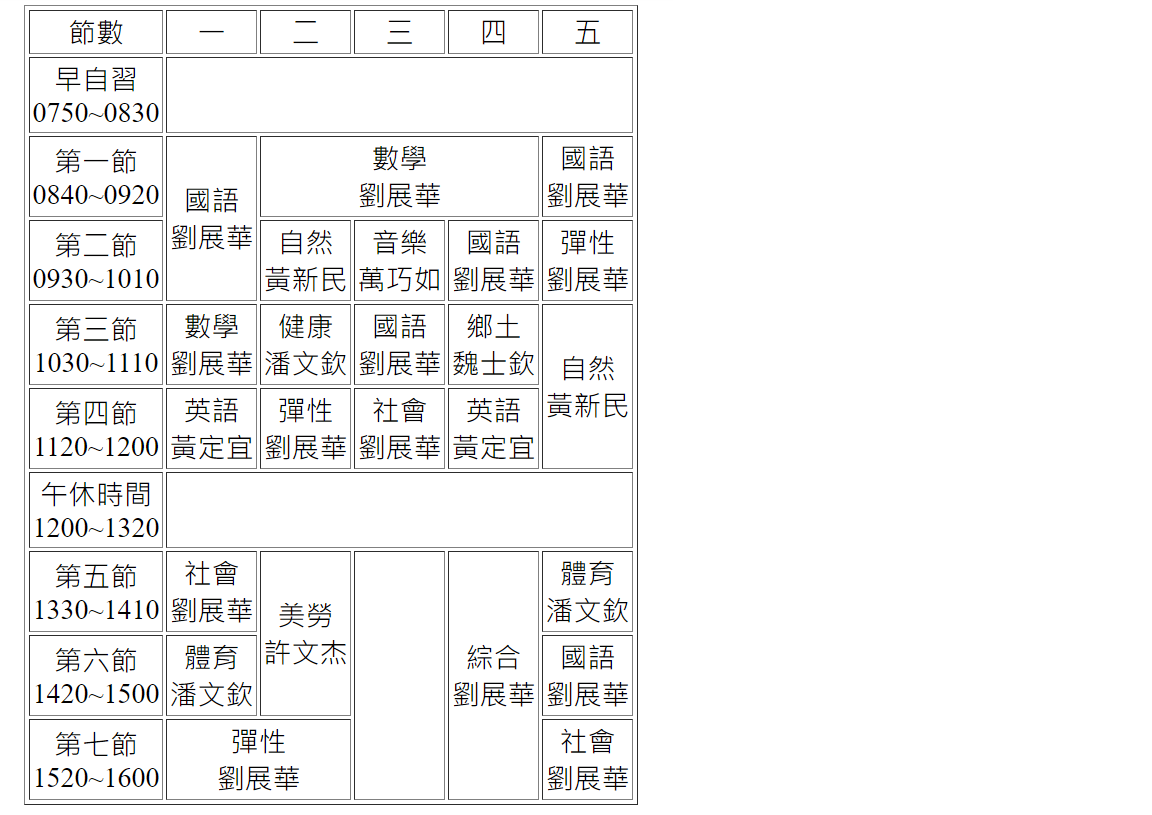 節數 一 二 三 四 五
早自習
0750~0830
第一節
0840~0920
國語
劉展華
數學
劉展華
國語
劉展華
第二節
0930~1010
自然
黃新民
音樂
萬巧如
國語
劉展華
彈性
劉展華
第三節
1030~1110
數學
劉展華
健康
潘文欽
國語
劉展華
鄉土
魏士欽
自然
黃新民
第四節
1120~1200
英語
黃定宜
彈性
劉展華
社會
劉展華
英語
黃定宜
午休時間
1200~1320
第五節
1330~1410
社會
劉展華
美勞
許文杰
綜合
劉展華
體育
潘文欽
第六節
1420~1500
體育
潘文欽
國語
劉展華
第七節
1520~1600
彈性
劉展華
社會
劉展華